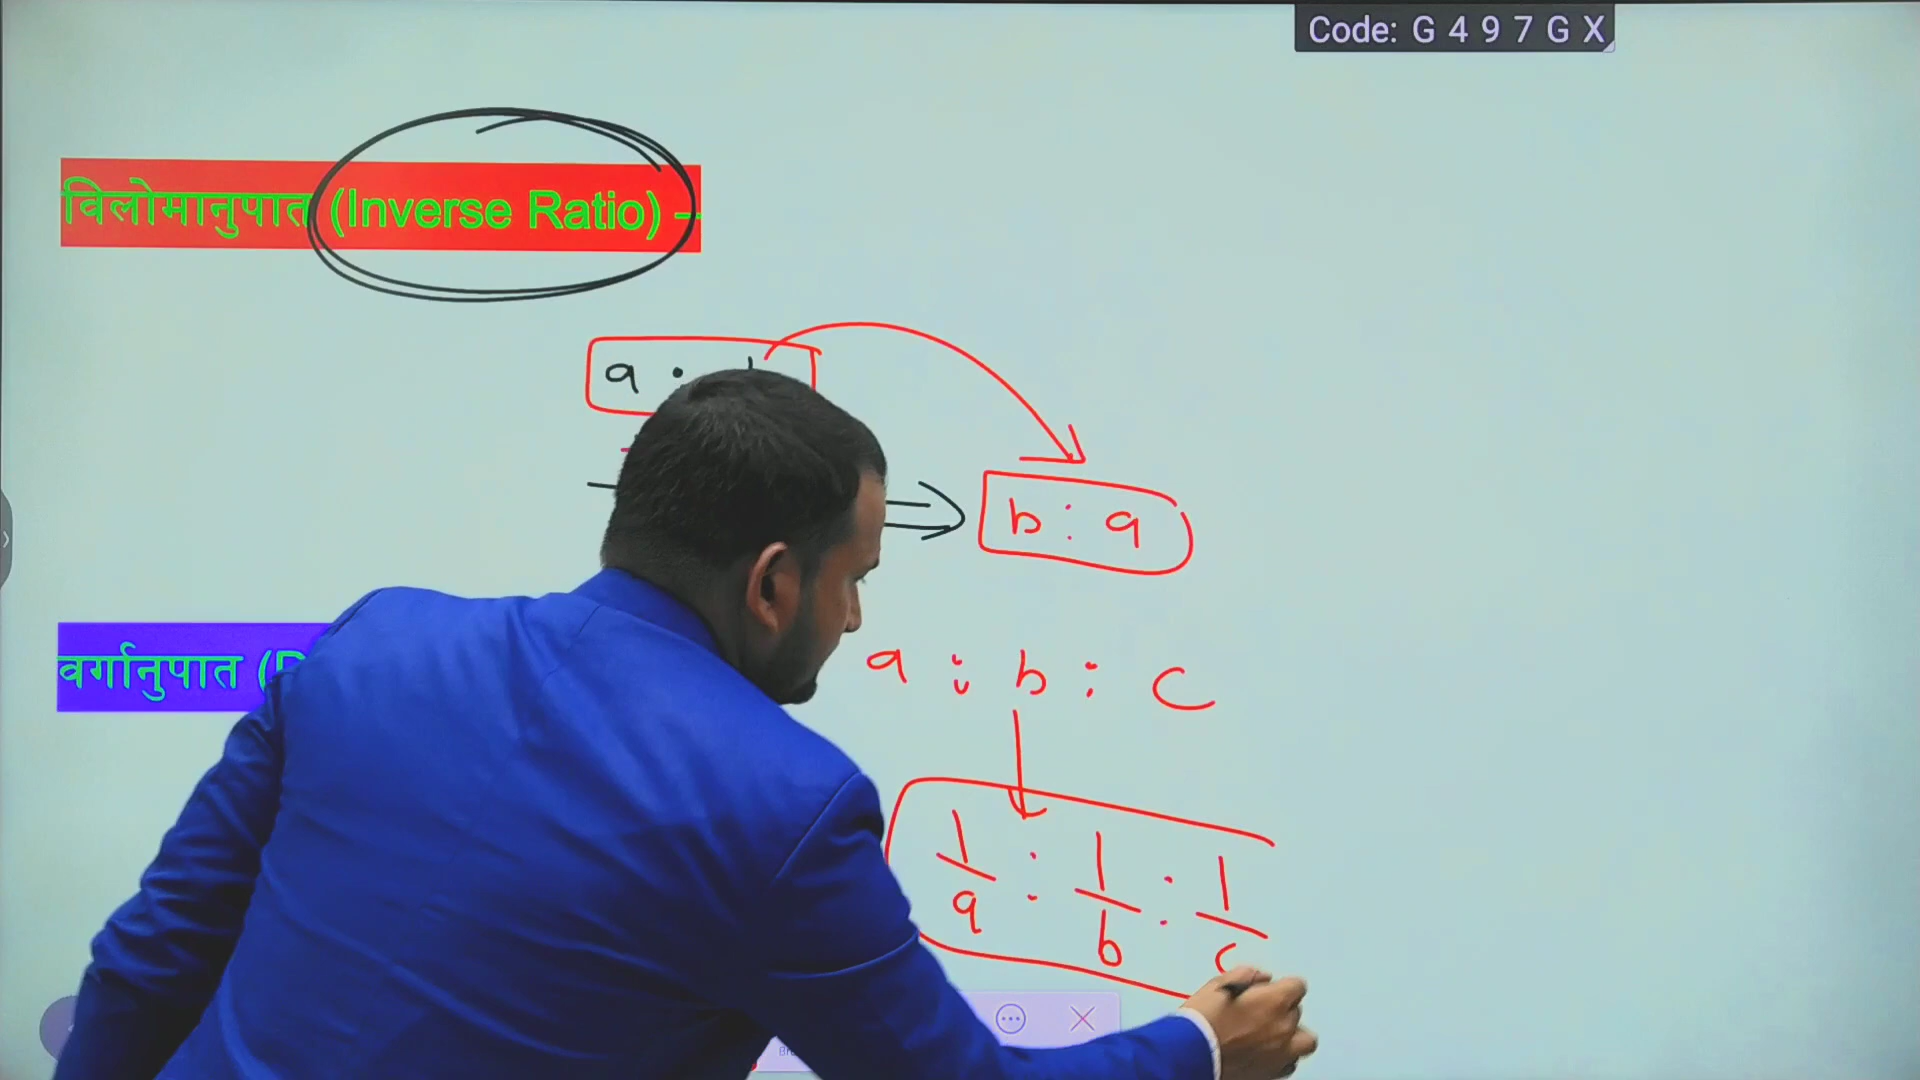 Code: G 4 9 7 G X
विलोमानुपात (Inverse Ratio) –
a :
b : a
वर्गानुपात
a : b : c
1/a : 1/b : 1/c